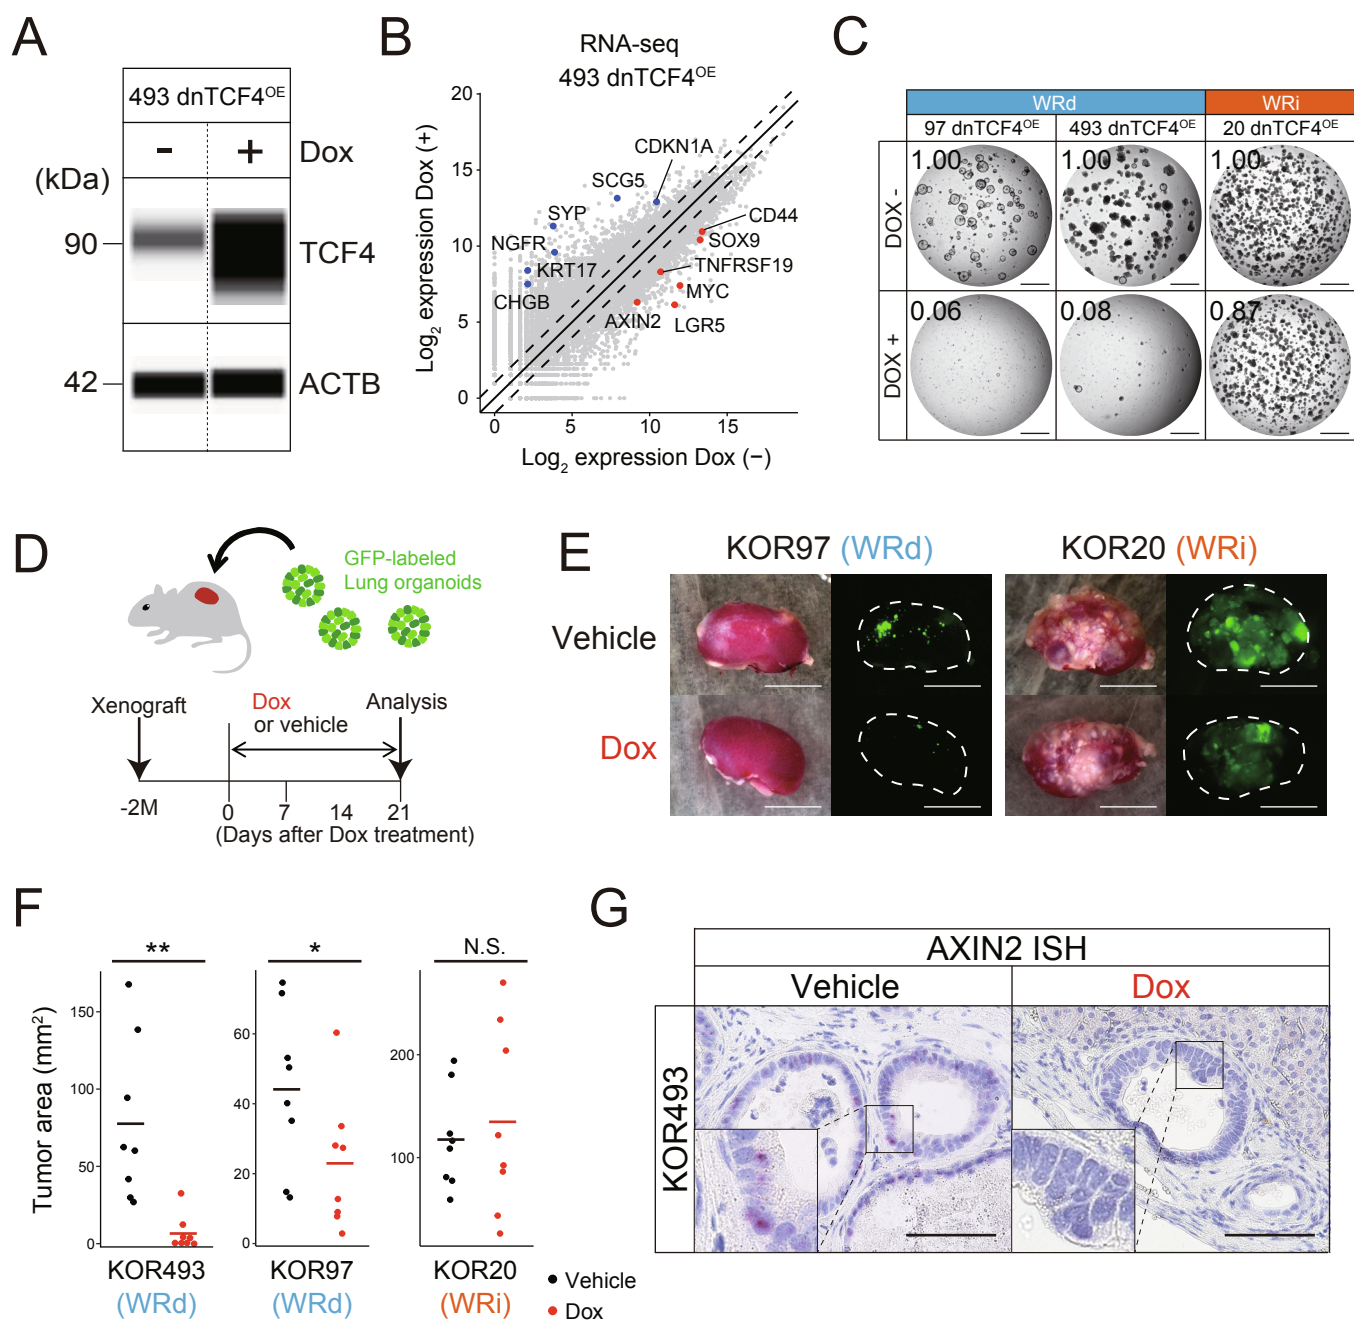 A
493 dnTCF4OE
- + Dox
(kDa)
90
TCF4
42
ACTB
B
RNA-seq
493 dnTCF4OE
Log2 expression Dox (+)
20
15
10
5
0
CDKN1A
SCG5
SYP
NGFR
KRT17
CHGB
CD44
SOX9
TNFRSF19
MYC
AXIN2
LGR5
0 5 10 15
Log2 expression Dox (−)
C
WRd WRi
97 dnTCF4OE 493 dnTCF4OE 20 dnTCF4OE
DOX -
1.00 1.00 1.00
DOX +
0.06 0.08 0.87
D
GFP-labeled
Lung organoids
Xenograft
Dox
or vehicle
Analysis
-2M 0 7 14 21
(Days after Dox treatment)
E
KOR97 (WRd) KOR20 (WRi)
Vehicle
Dox
F
Tumor area (mm2)
** * N.S.
150
100
50
0
60
40
20
0
200
100
KOR493
(WRd)
KOR97
(WRd)
KOR20
(WRi)
Vehicle
Dox
G
AXIN2 ISH
Vehicle Dox
KOR493